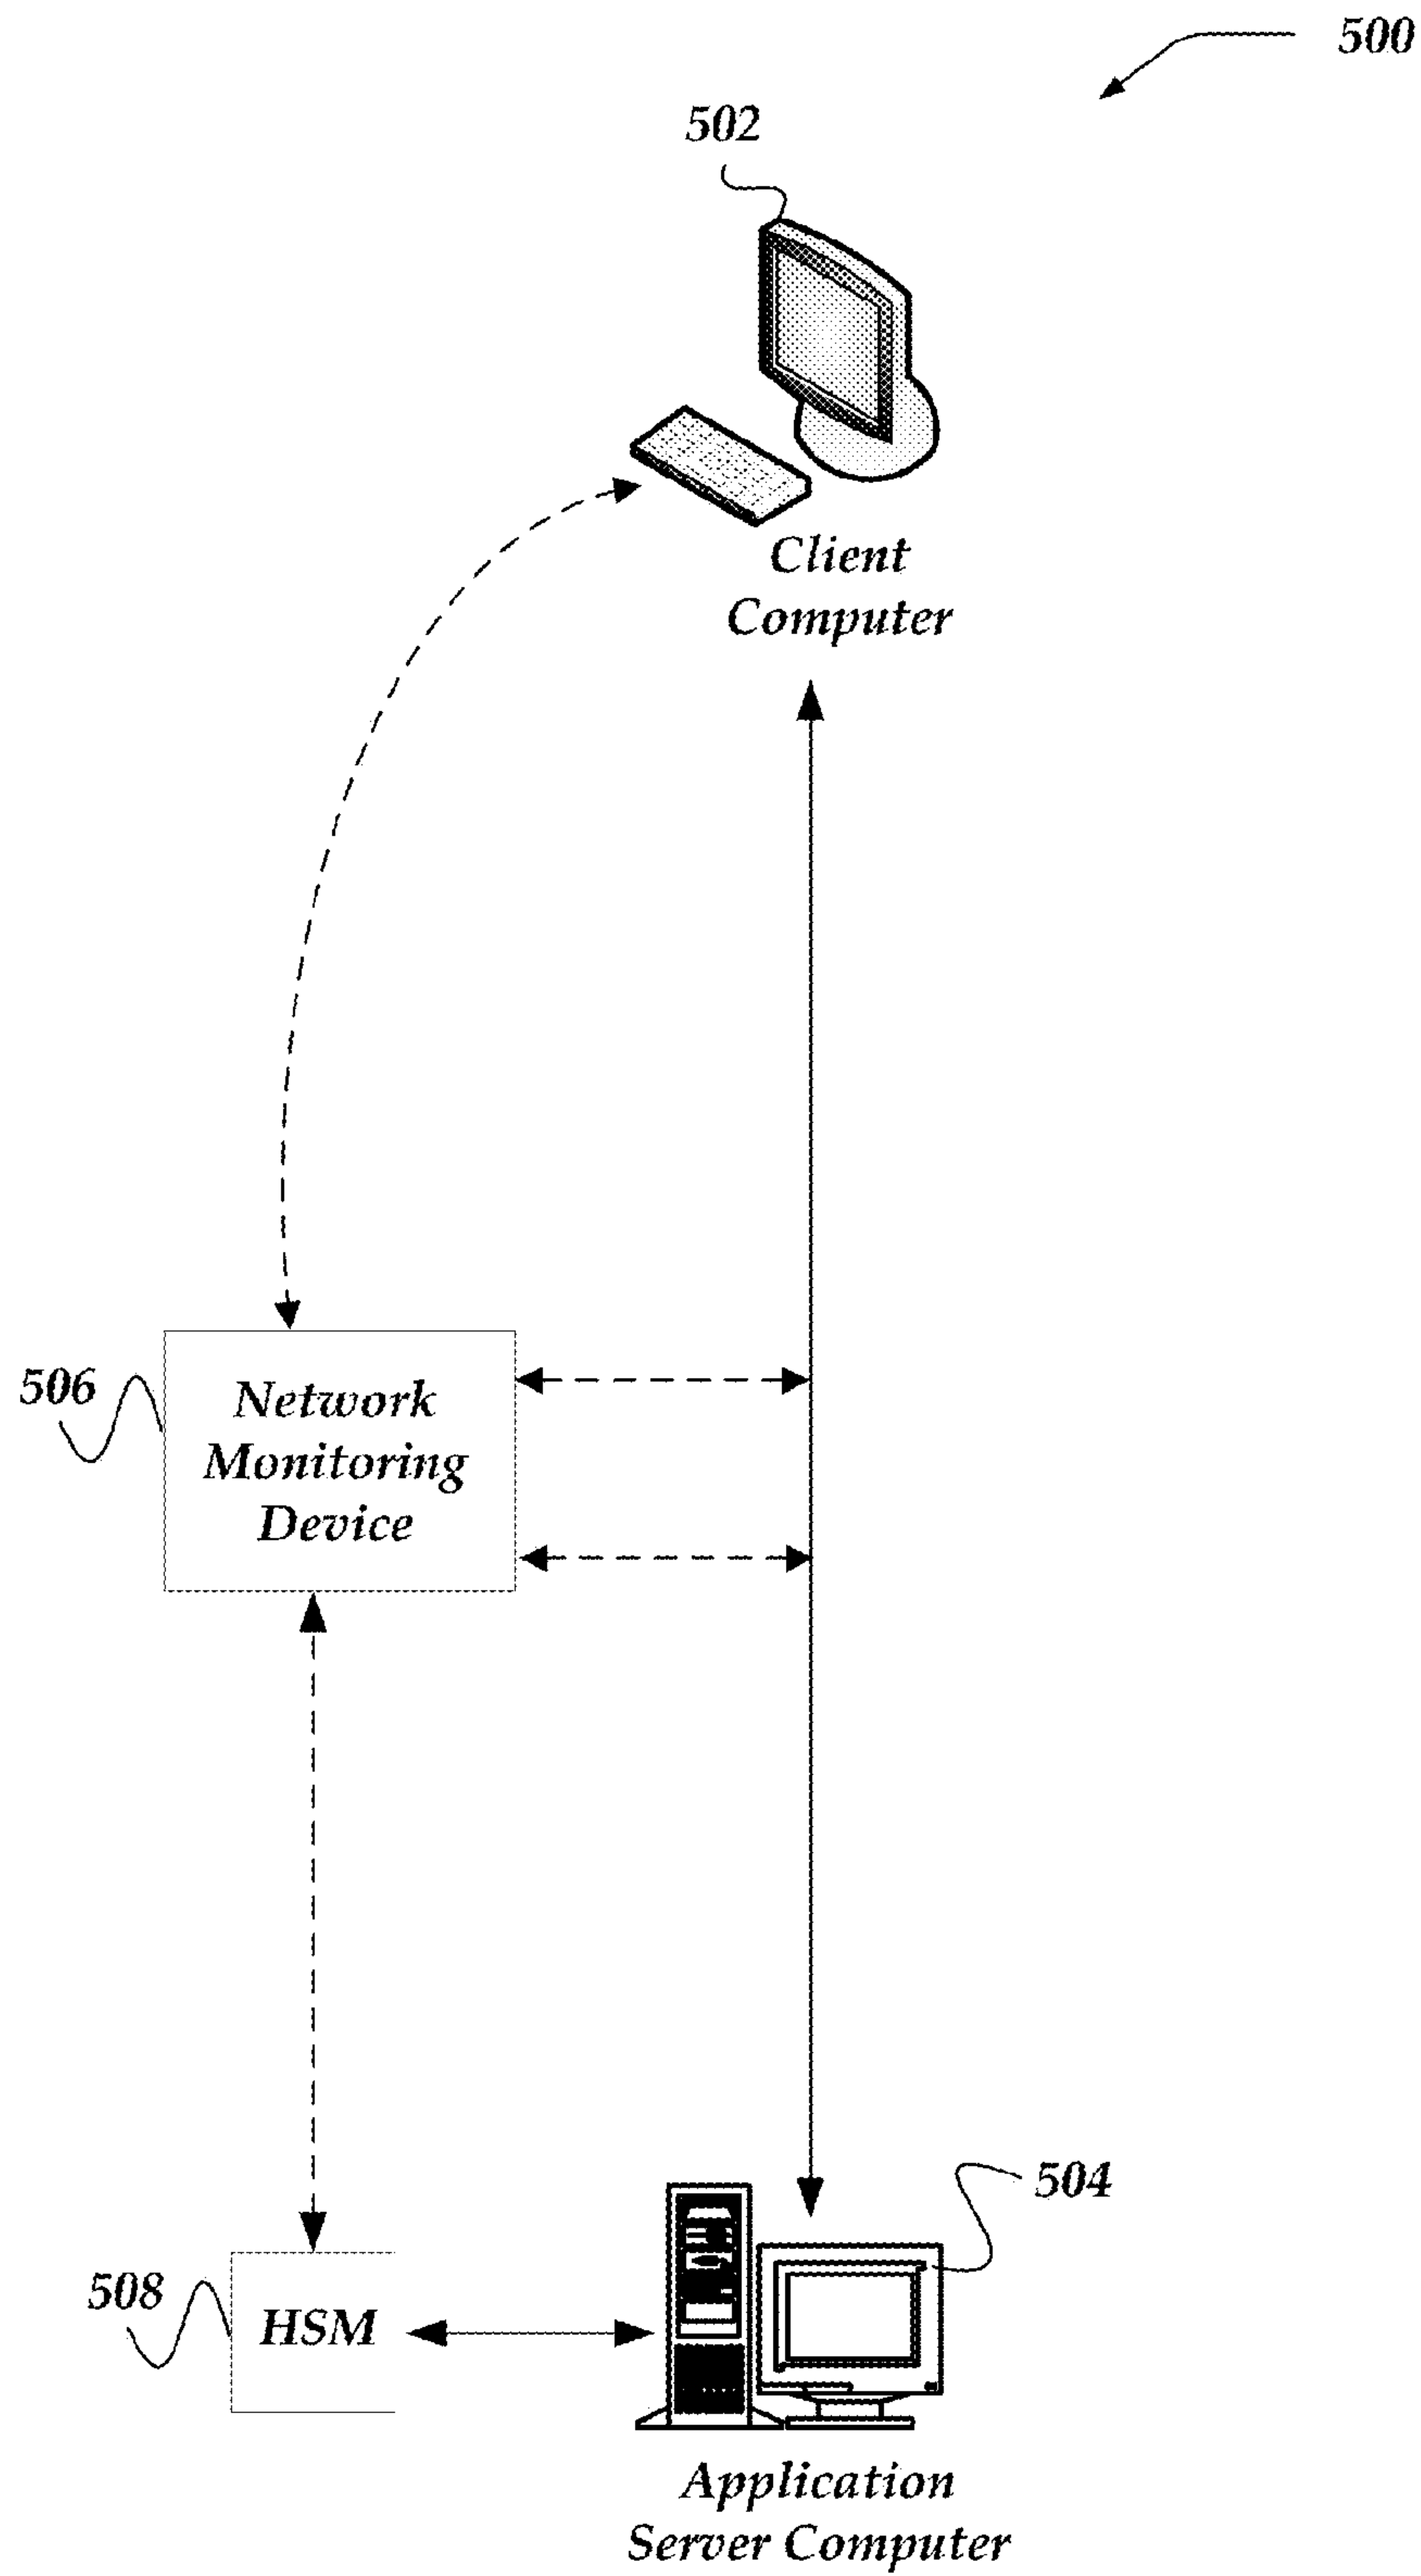 500
502
Client
Computer
506
Network
Monitoring
Device
504
508
HSM
Application
Server Computer